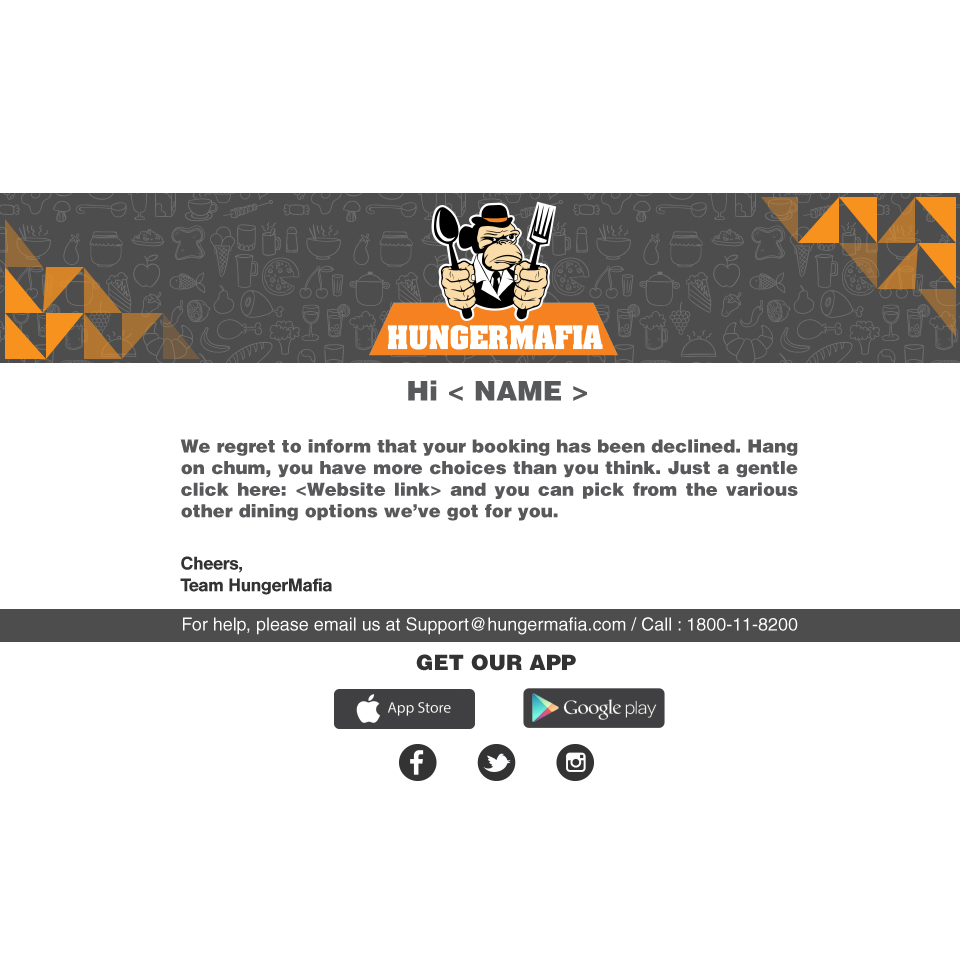 HUNGERMAFIA
Hi < NAME >
We regret to inform that your booking has been declined. Hang
on chum, you have more choices than you think. Just a gentle
click here: <Website link> and you can pick from the various
other dining options we’ve got for you.
Cheers,
Team HungerMafia
For help, please email us at Support@hungermafia.com / Call : 1800-11-8200
GET OUR APP
App Store
Google play